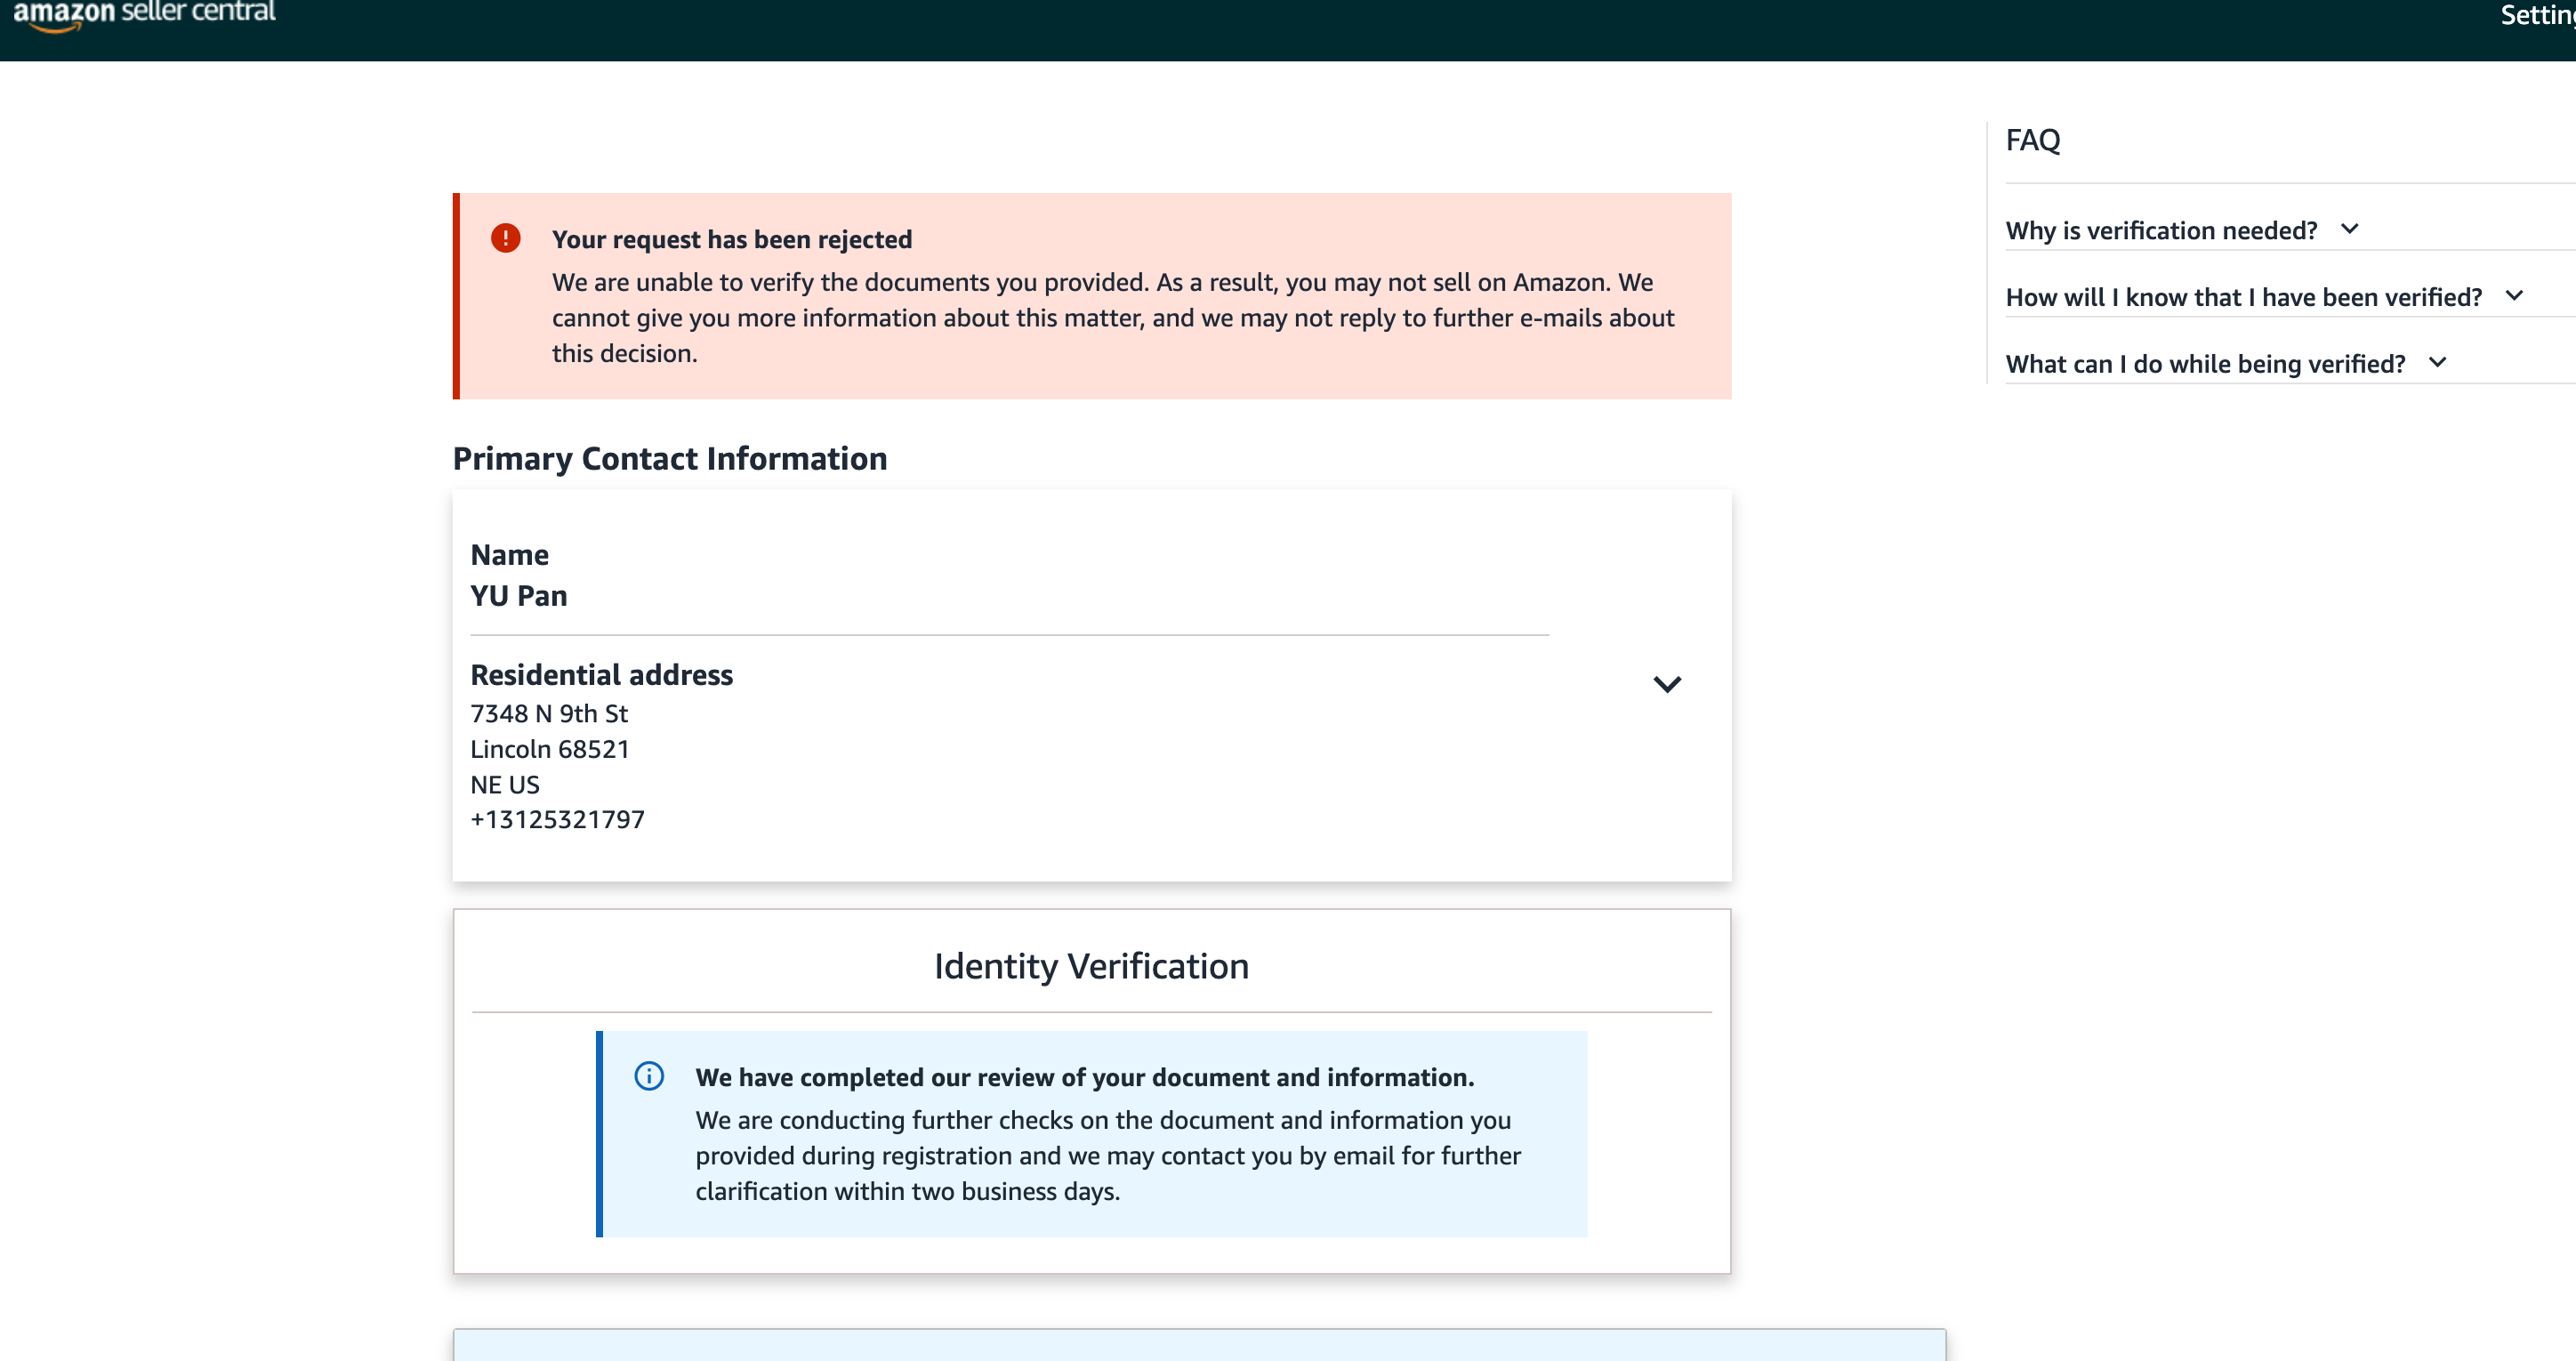 amazon seller central
Setting
Your request has been rejected
We are unable to verify the documents you provided. As a result, you may not sell on Amazon. We
cannot give you more information about this matter, and we may not reply to further e-mails about
this decision.
Primary Contact Information
Name
YU Pan
Residential address
7348 N 9th St
Lincoln 68521
NE US
+13125321797
Identity Verification
We have completed our review of your document and information.
We are conducting further checks on the document and information you
provided during registration and we may contact you by email for further
clarification within two business days.
FAQ
Why is verification needed?
How will I know that I have been verified?
What can I do while being verified?